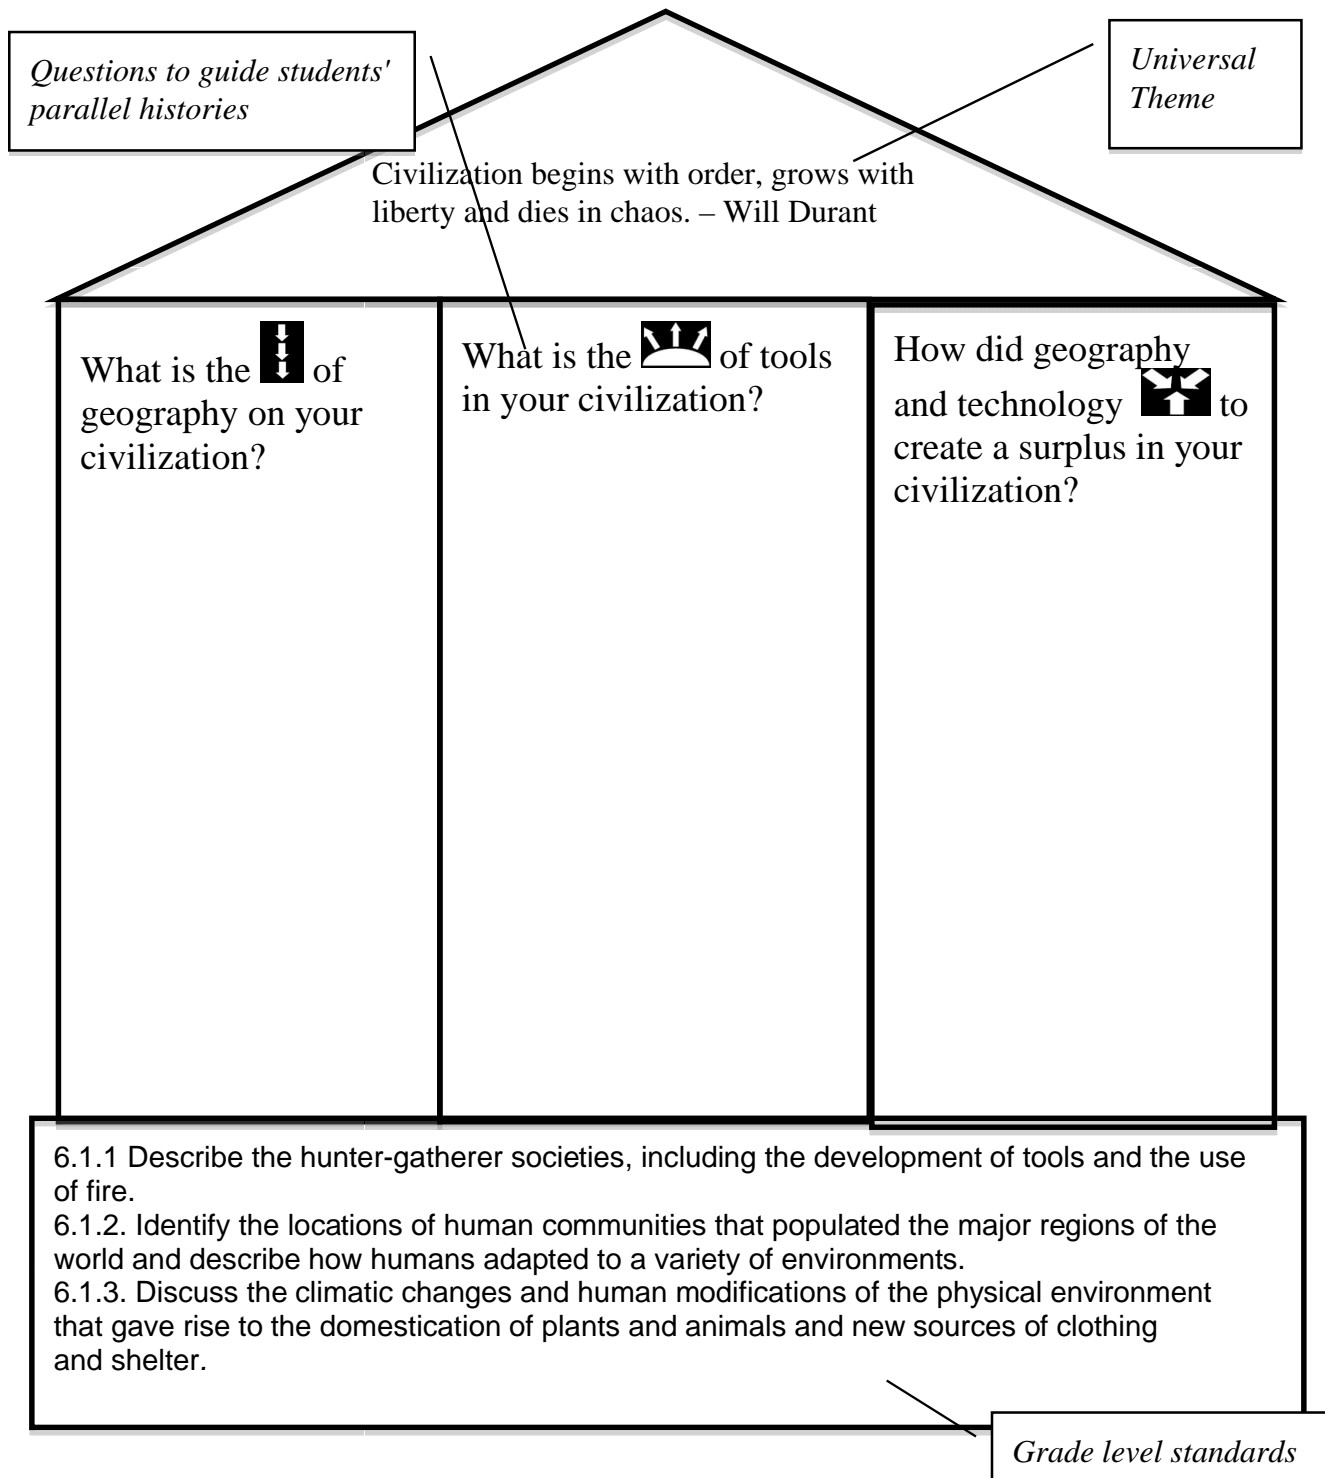 Questions to guide students'
parallel histories
Universal
Theme
Civilization begins with order, grows with
liberty and dies in chaos. – Will Durant
What is the of
geography on your
civilization?
What is the of tools
in your civilization?
How did geography
and technology to
create a surplus in your
civilization?
6.1.1 Describe the hunter-gatherer societies, including the development of tools and the use
of fire.
6.1.2. Identify the locations of human communities that populated the major regions of the
world and describe how humans adapted to a variety of environments.
6.1.3. Discuss the climatic changes and human modifications of the physical environment
that gave rise to the domestication of plants and animals and new sources of clothing
and shelter.
Grade level standards